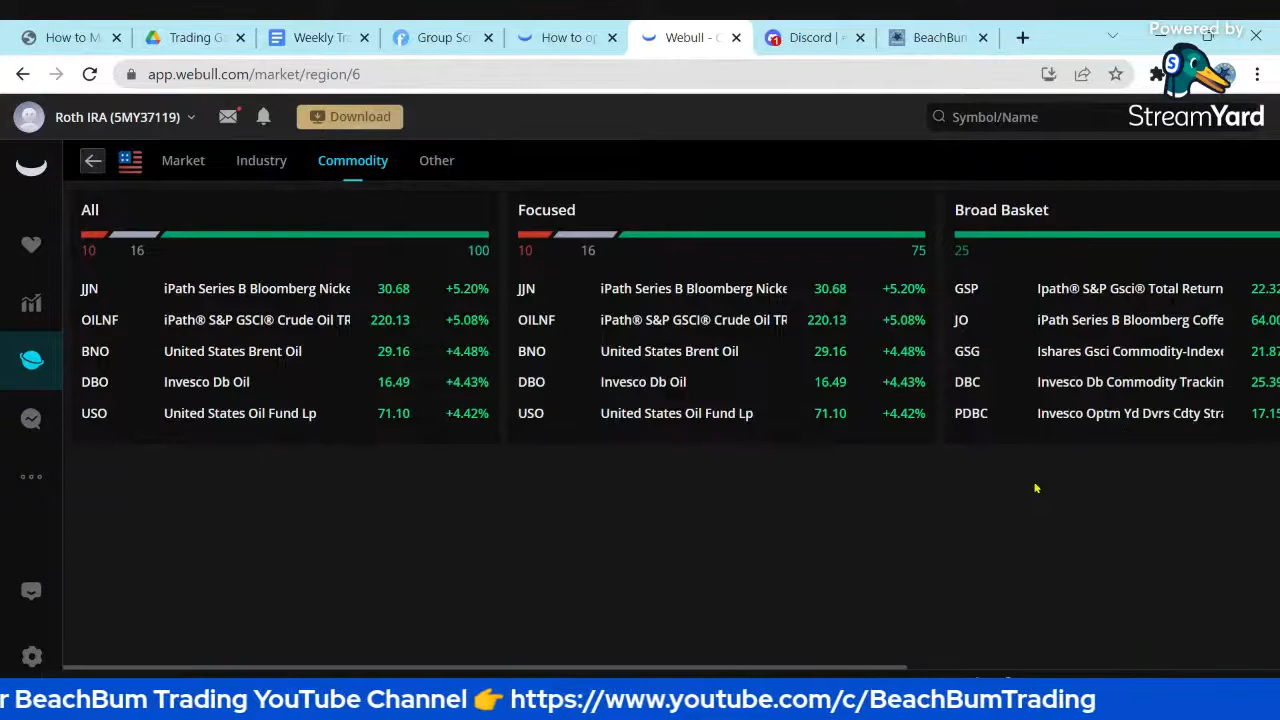 Powered by
How to M
Trading G
Weekly Tr
Group Scr
How to op
Webull - C
Discord |
BeachBum
app.webull.com/market/region/6
StreamYard
Roth IRA (5MY37119)
Download
Symbol/Name
Market
Industry
Commodity
Other
All
10 16 100
JJN iPath Series B Bloomberg Nicke 30.68 +5.20%
OILNF iPath® S&P GSCI® Crude Oil TR 220.13 +5.08%
BNO United States Brent Oil 29.16 +4.48%
DBO Invesco Db Oil 16.49 +4.43%
USO United States Oil Fund Lp 71.10 +4.42%
Focused
10 16 75
JJN iPath Series B Bloomberg Nicke 30.68 +5.20%
OILNF iPath® S&P GSCI® Crude Oil TR 220.13 +5.08%
BNO United States Brent Oil 29.16 +4.48%
DBO Invesco Db Oil 16.49 +4.43%
USO United States Oil Fund Lp 71.10 +4.42%
Broad Basket
25
GSP Ipath® S&P Gsci® Total Return 22.32
JO iPath Series B Bloomberg Coffe 64.00
GSG Ishares Gsci Commodity-Indexe 21.87
DBC Invesco Db Commodity Trackin 25.39
PDBC Invesco Optm Yd Dvrs Cdty Stra 17.15
r BeachBum Trading YouTube Channel 👉 https://www.youtube.com/c/BeachBumTrading